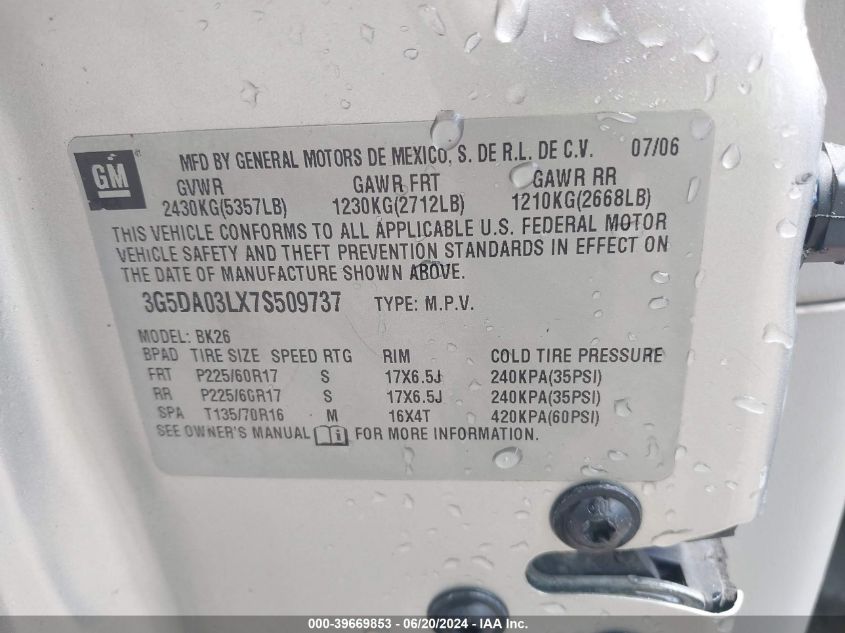 GM
MFD BY GENERAL MOTORS DE MEXICO, S. DE R.L. DE C.V. 07/06
GVWR GAWR FRT GAWR RR
2430KG(5357LB) 1230KG(2712LB) 1210KG(2668LB)
THIS VEHICLE CONFORMS TO ALL APPLICABLE U.S. FEDERAL MOTOR
VEHICLE SAFETY AND THEFT PREVENTION STANDARDS IN EFFECT ON
THE DATE OF MANUFACTURE SHOWN ABOVE.
3G5DA03LX7S509737 TYPE: M.P.V.
MODEL: BK26
BPAD TIRE SIZE SPEED RTG RIM COLD TIRE PRESSURE
FRT P225/60R17 S 17X6.5J 240KPA(35PSI)
RR P225/60R17 S 17X6.5J 240KPA(35PSI)
SPA T135/70R16 M 16X4T 420KPA(60PSI)
SEE OWNER'S MANUAL FOR MORE INFORMATION.
000-39669853 - 06/20/2024 - IAAI.com